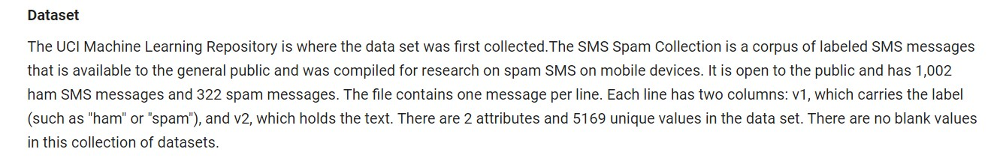 Dataset
The UCI Machine Learning Repository is where the data set was first collected.The SMS Spam Collection is a corpus of labeled SMS messages
that is available to the general public and was compiled for research on spam SMS on mobile devices. It is open to the public and has 1,002
ham SMS messages and 322 spam messages. The file contains one message per line. Each line has two columns: v1, which carries the label
(such as "ham" or "spam"), and v2, which holds the text. There are 2 attributes and 5169 unique values in the data set. There are no blank values
in this collection of datasets.